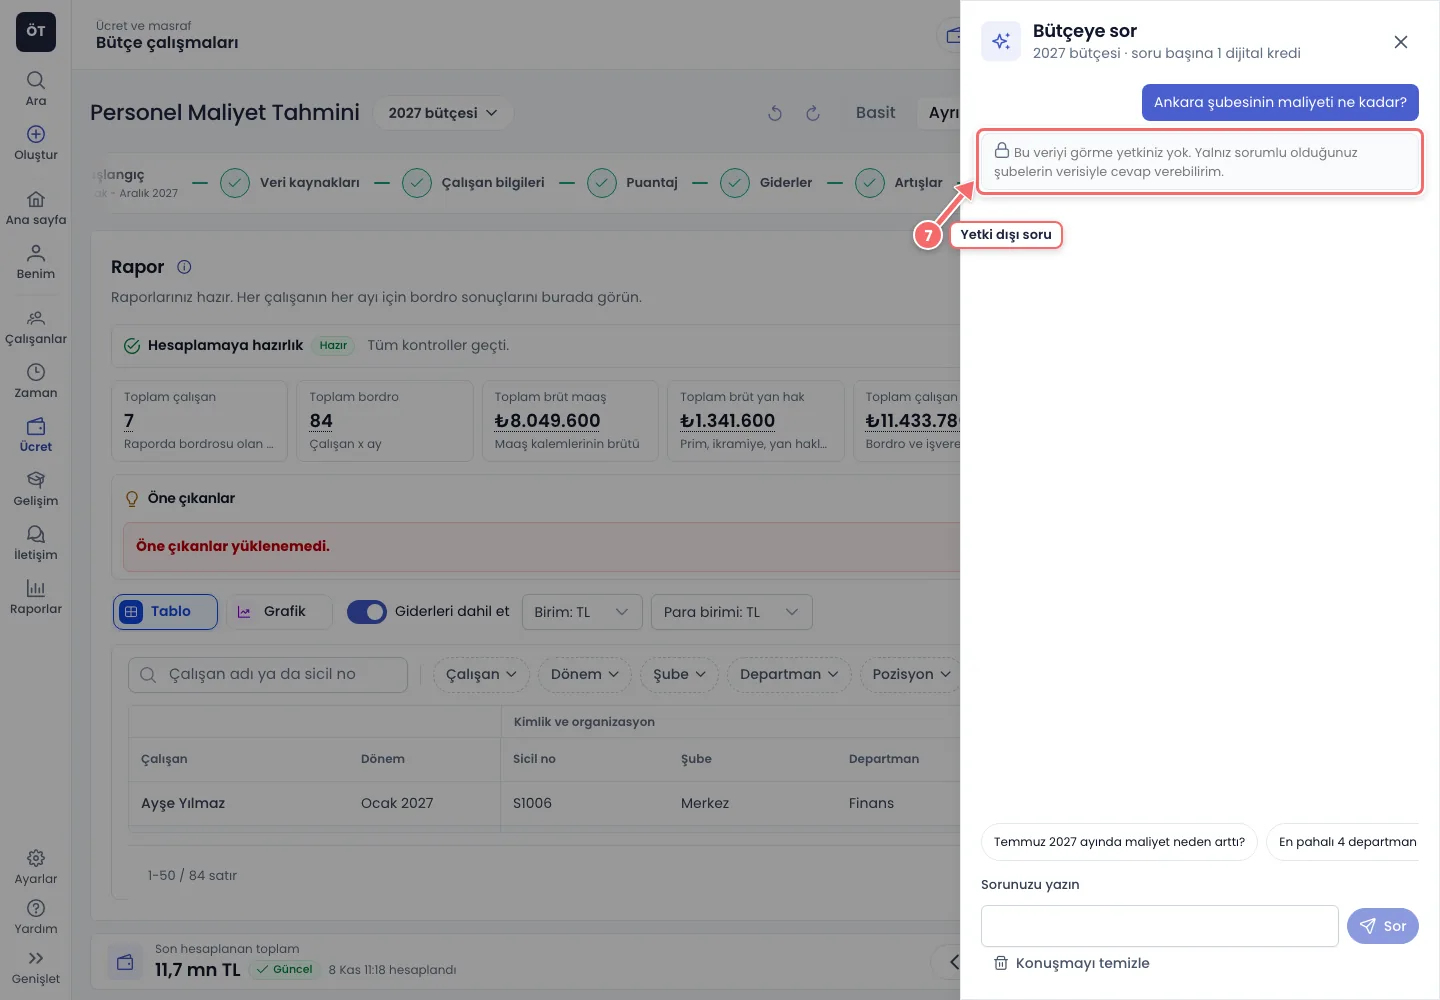 ÖT
Ara
Oluştur
Ana sayfa
Benim
Çalışanlar
Zaman
Ücret
Gelişim
İletişim
Raporlar
Ayarlar
Yardım
Genişlet
Ücret ve masraf
Bütçe çalışmaları
Personel Maliyet Tahmini
2027 bütçesi
Basit
Ayrı
şlangıç
ak - Aralık 2027
Veri kaynakları
Çalışan bilgileri
Puantaj
Giderler
Artışlar
Rapor
Raporlarınız hazır. Her çalışanın her ayı için bordro sonuçlarını burada görün.
Hesaplamaya hazırlık
Hazır
Tüm kontroller geçti.
Toplam çalışan
7
Raporda bordrosu olan ...
Toplam bordro
84
Çalışan x ay
Toplam brüt maaş
₺8.049.600
Maaş kalemlerinin brütü
Toplam brüt yan hak
₺1.341.600
Prim, ikramiye, yan hakl...
Toplam çalışan
₺11.433.78
Bordro ve işvere
Öne çıkanlar
Öne çıkanlar yüklenemedi.
Tablo
Grafik
Giderleri dahil et
Birim: TL
Para birimi: TL
Çalışan adı ya da sicil no
Çalışan
Dönem
Şube
Departman
Pozisyon
Kimlik ve organizasyon
Çalışan Dönem Sicil no Şube Departman
Ayşe Yılmaz Ocak 2027 S1006 Merkez Finans
1-50 / 84 satır
Son hesaplanan toplam
11,7 mn TL
Güncel
8 Kas 11:18 hesaplandı
Bütçeye sor
2027 bütçesi · soru başına 1 dijital kredi
Ankara şubesinin maliyeti ne kadar?
Bu veriyi görme yetkiniz yok. Yalnız sorumlu olduğunuz
şubelerin verisiyle cevap verebilirim.
7
Yetki dışı soru
Temmuz 2027 ayında maliyet neden arttı?
En pahalı 4 departman
Sorunuzu yazın
Sor
Konuşmayı temizle